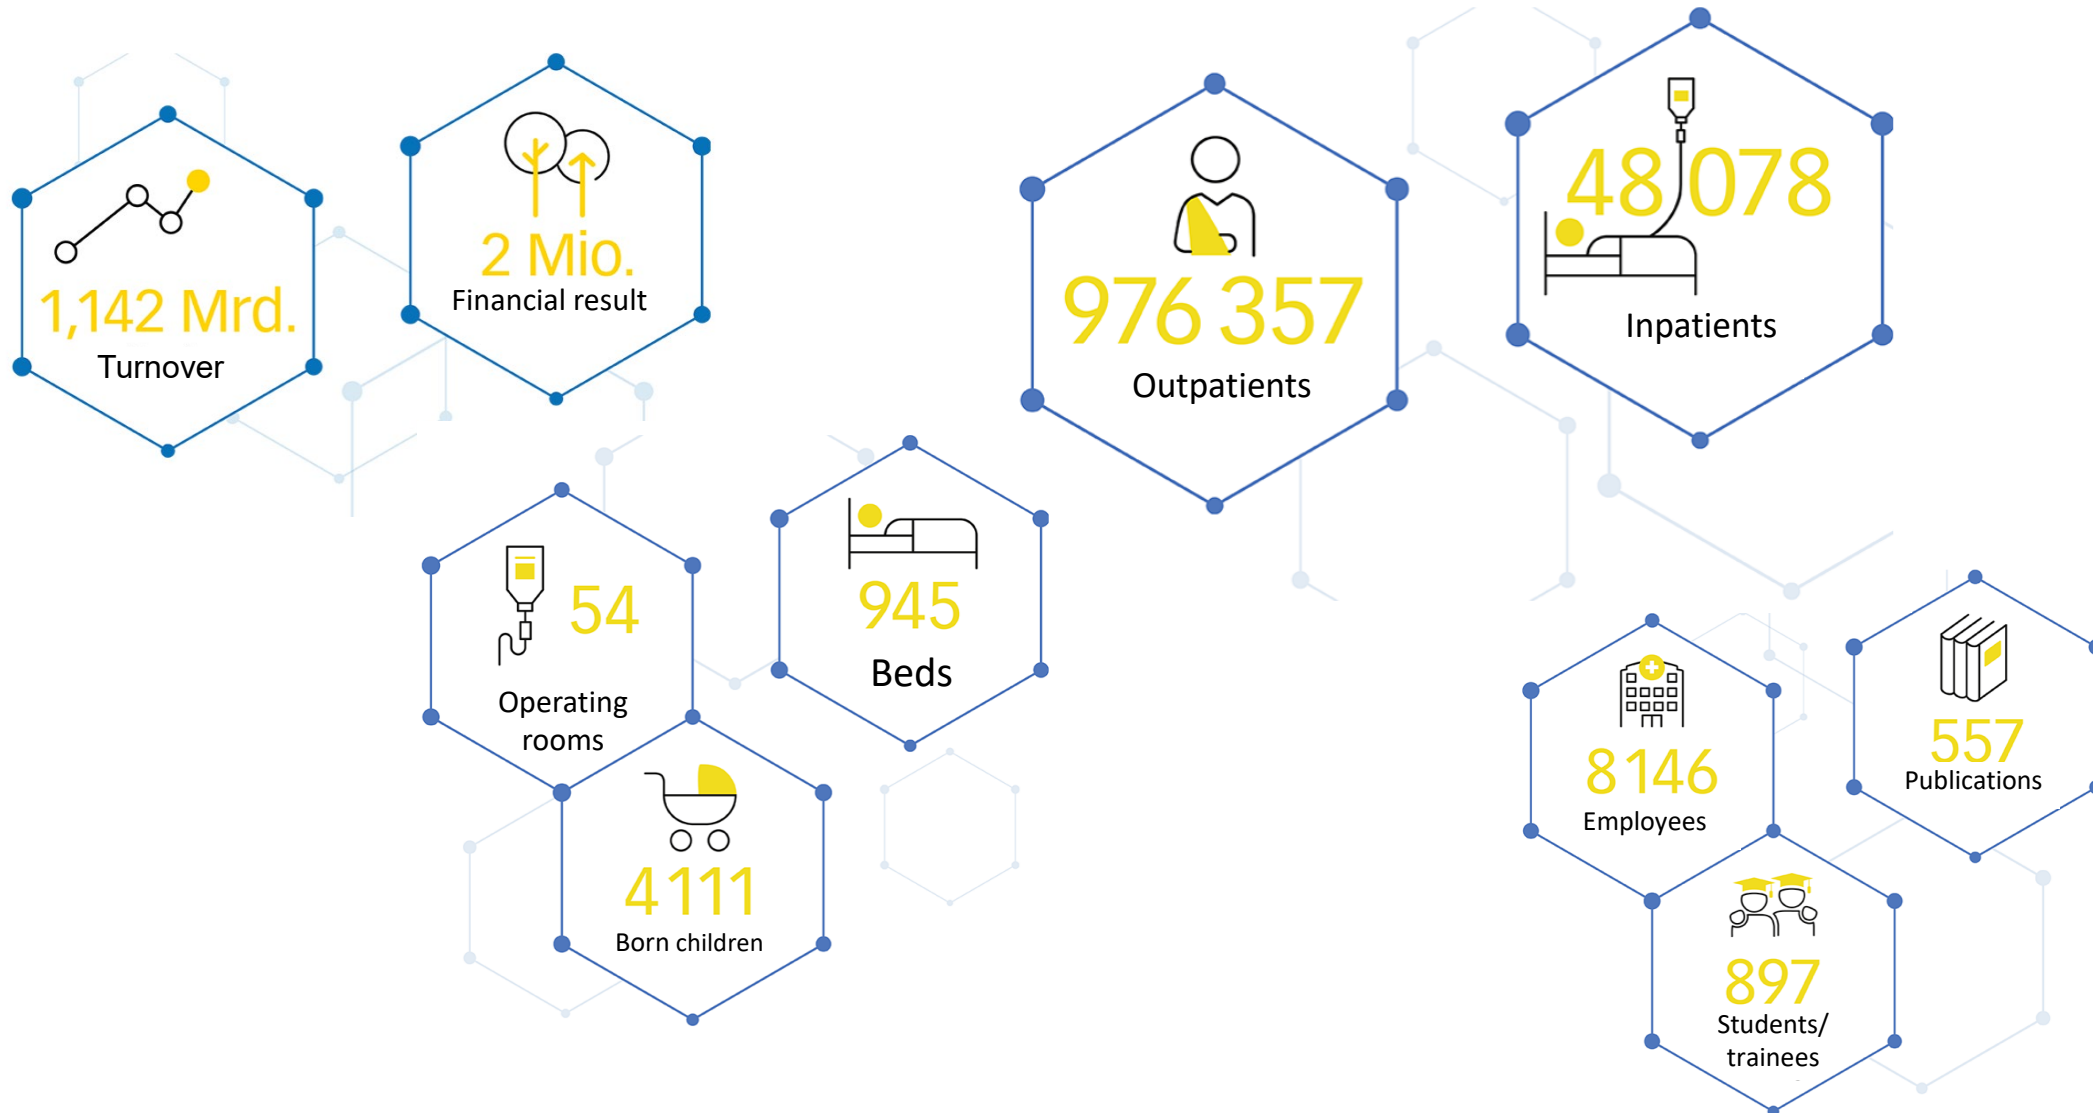 1,142 Mrd.
Turnover
2 Mio.
Financial result
976 357
Outpatients
48 078
Inpatients
54
Operating
rooms
945
Beds
4 111
Born children
8 146
Employees
557
Publications
897
Students/
trainees